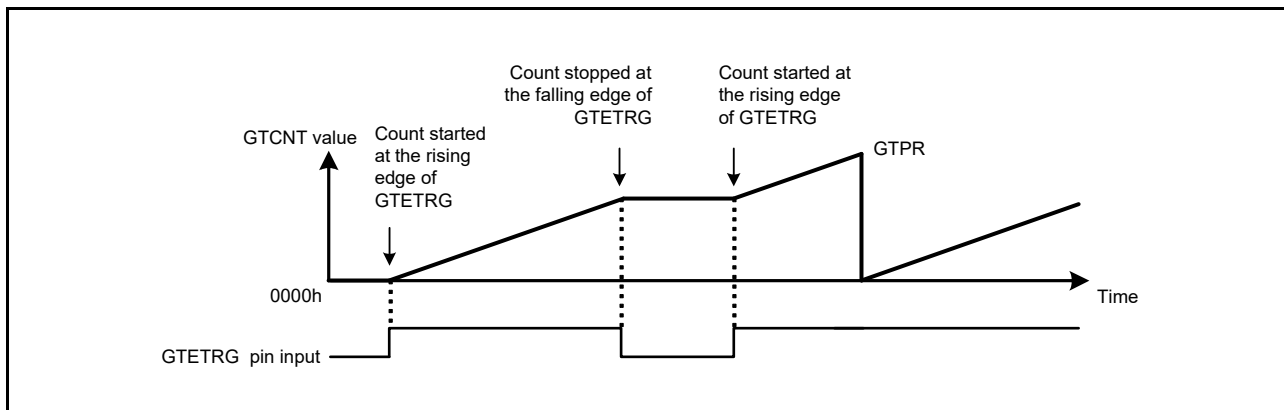 Count stopped at
the falling edge of
GTETRG
Count started at
the rising edge
of GTETRG
GTCNT value
Count started
at the rising
edge of
GTETRG
GTPR
0000h
Time
GTETRG pin input